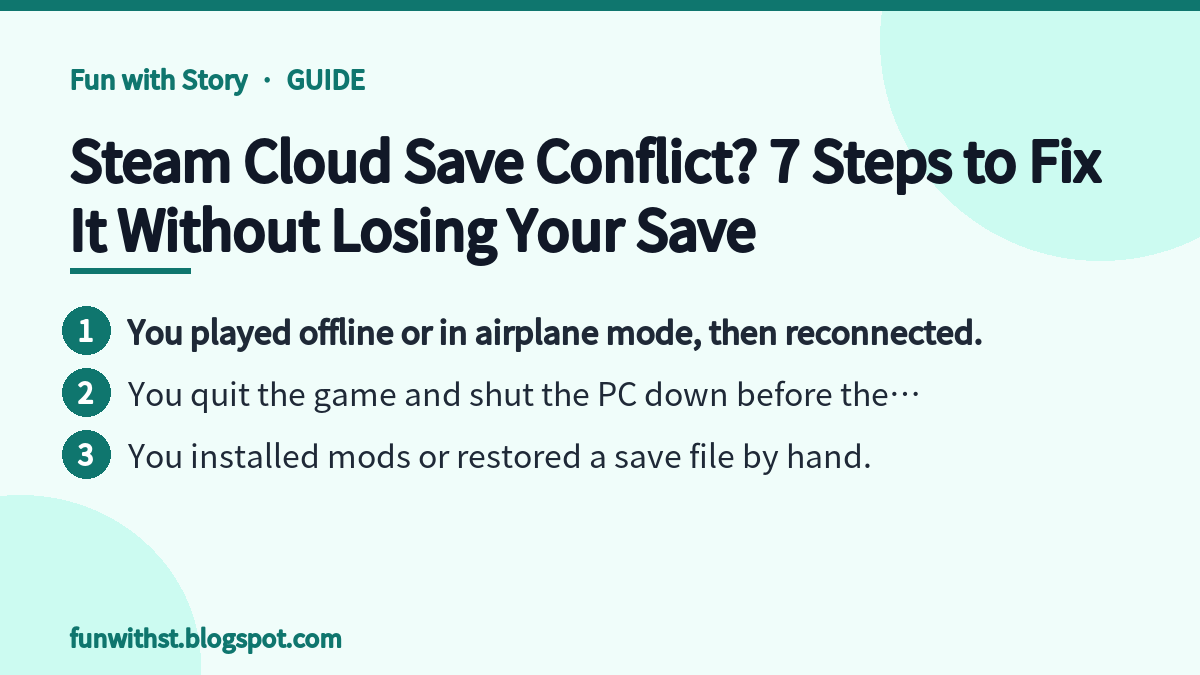 Fun with Story · GUIDE
Steam Cloud Save Conflict? 7 Steps to Fix
It Without Losing Your Save
1 You played offline or in airplane mode, then reconnected.
2 You quit the game and shut the PC down before the⋯
3 You installed mods or restored a save file by hand.
funwithst.blogspot.com